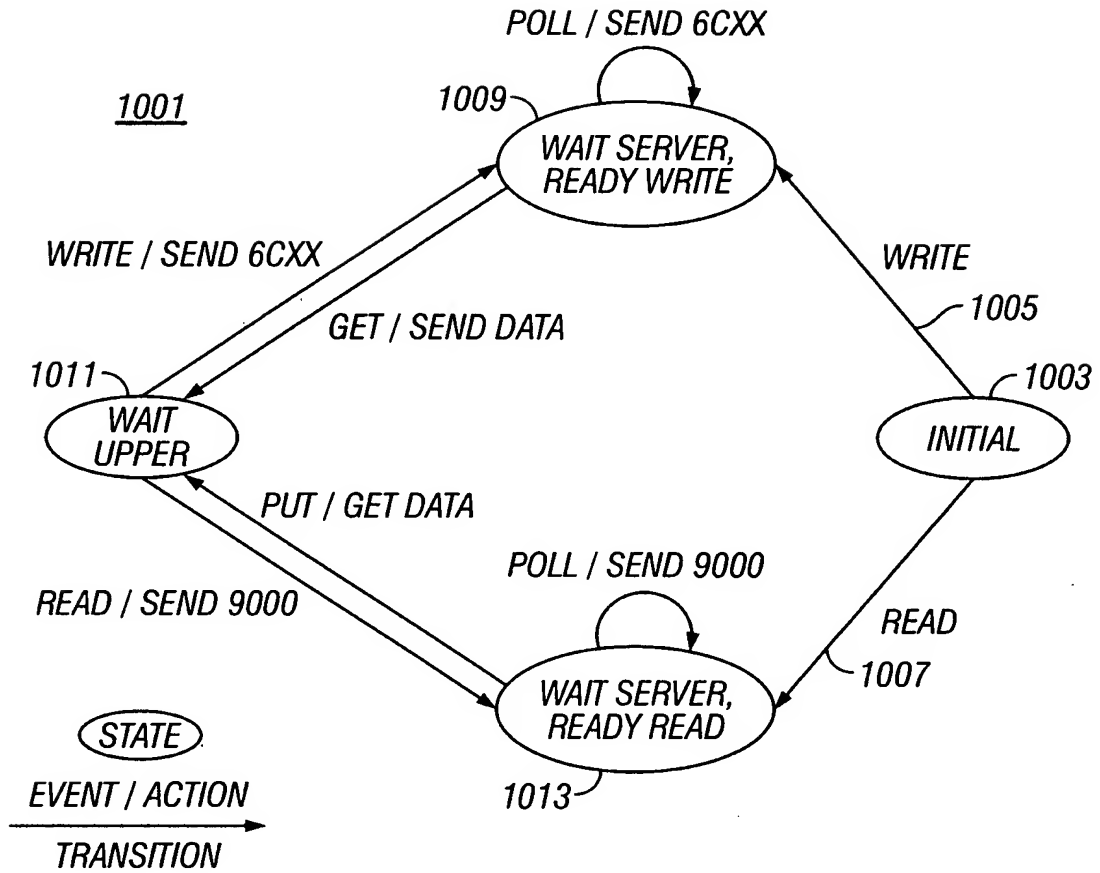 POLL / SEND 6CXX
1001
1009
WAIT SERVER,
READY WRITE
WRITE / SEND 6CXX
WRITE
1005
GET / SEND DATA
1011
1003
WAIT
UPPER
INITIAL
PUT / GET DATA
POLL / SEND 9000
READ / SEND 9000
READ
1007
WAIT SERVER,
READY READ
STATE
1013
EVENT / ACTION
TRANSITION